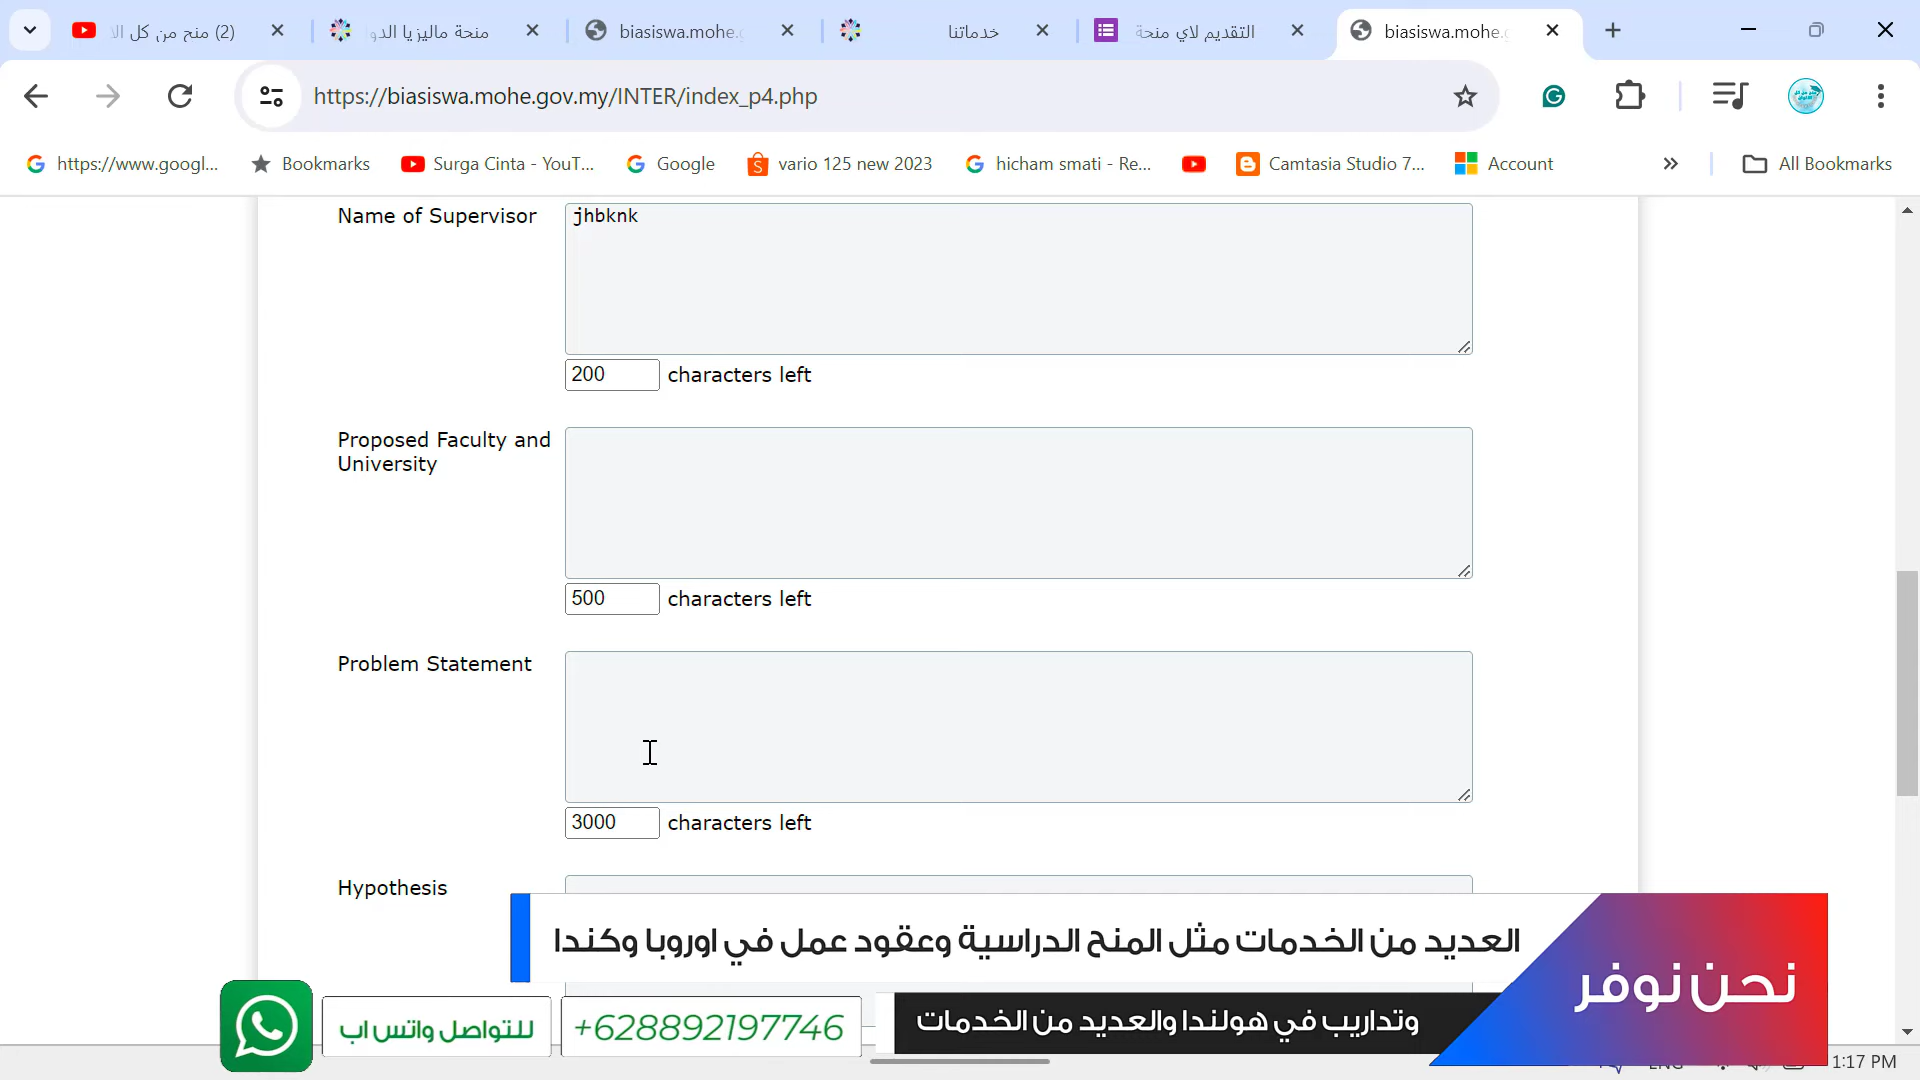 (2) منح من كل الا
منحة ماليزيا الدو
biasiswa.mohe.g
خدماتنا
التقديم لاي منحة
biasiswa.mohe.g
https://biasiswa.mohe.gov.my/INTER/index_p4.php
https://www.googl...
Bookmarks
Surga Cinta - YouT...
Google
vario 125 new 2023
hicham smati - Re...
Camtasia Studio 7...
Account
All Bookmarks
Name of Supervisor
jhbknk
200 characters left
Proposed Faculty and
University
500 characters left
Problem Statement
3000 characters left
Hypothesis
العديد من الخدمات مثل المنح الدراسية وعقود عمل في اوروبا وكندا
نحن نوفر
للتواصل واتس اب
+628892197746
وتداريب في هولندا والعديد من الخدمات
1:17 PM